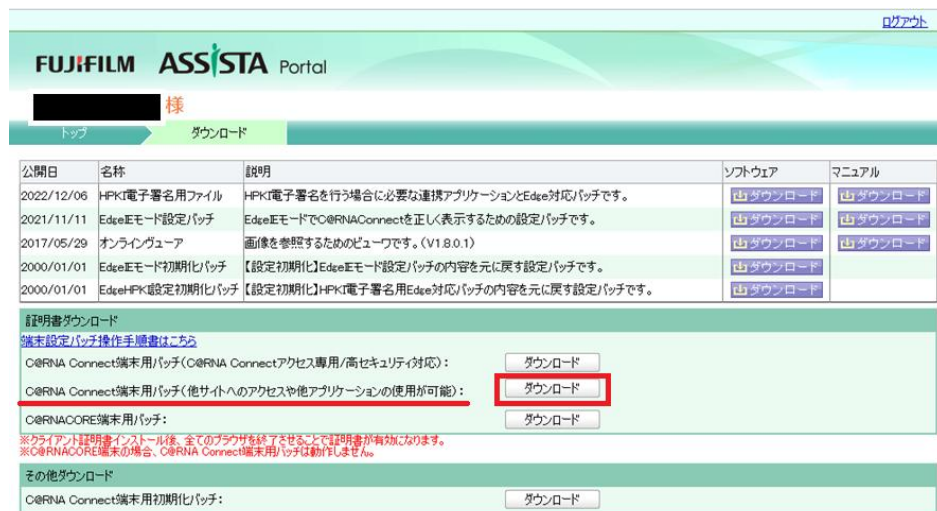 ログアウト
FUJIFILM ASSISTA Portal
様
トップ ダウンロード
公開日 名称 説明 ソフトウェア マニュアル
2022/12/06 HPKI電子署名用ファイル HPKI電子署名を行う場合に必要な連携アプリケーションとEdge対応パッチです。 ダウンロード ダウンロード
2021/11/11 EdgeIEモード設定パッチ EdgeIEモードでC@RNAConnectを正しく表示するための設定パッチです。 ダウンロード ダウンロード
2017/05/29 オンラインヴューア 画像を参照するためのビューワです。(V1.8.0.1) ダウンロード ダウンロード
2000/01/01 EdgeIEモード初期化パッチ 【設定初期化】EdgeIEモード設定パッチの内容を元に戻す設定パッチです。 ダウンロード
2000/01/01 EdgeHPKI設定初期化パッチ 【設定初期化】HPKI電子署名用Edge対応パッチの内容を元に戻す設定パッチです。 ダウンロード
証明書ダウンロード
端末設定バッチ操作手順書はこちら
C@RNA Connect端末用バッチ(C@RNA Connectアクセス専用/高セキュリティ対応): ダウンロード
C@RNA Connect端末用バッチ(他サイトへのアクセスや他アプリケーションの使用が可能): ダウンロード
C@RNACORE端末用バッチ: ダウンロード
※クライアント証明書インストール後、全てのブラウザを終了させることで証明書が有効になります。
※C@RNACORE端末の場合、C@RNA Connect端末用バッチは動作しません。
その他ダウンロード
C@RNA Connect端末用初期化バッチ: ダウンロード